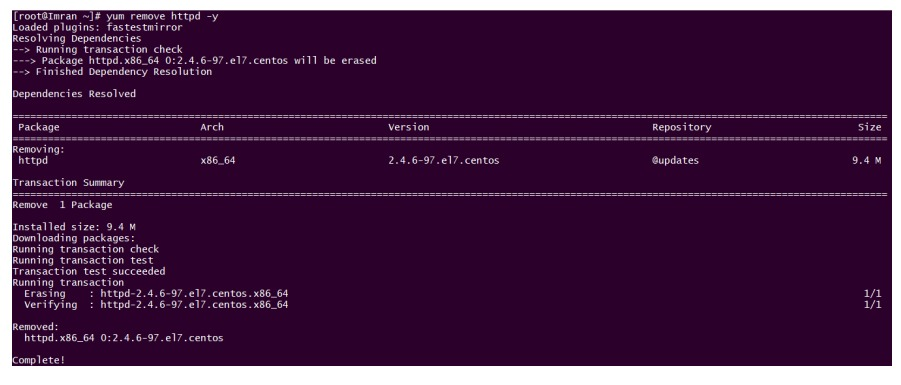 [root@Imran ~]# yum remove httpd -y
Loaded plugins: fastestmirror
Resolving Dependencies
--> Running transaction check
---> Package httpd.x86_64 0:2.4.6-97.el7.centos will be erased
--> Finished Dependency Resolution
Dependencies Resolved
Package Arch Version Repository Size
Removing:
httpd x86_64 2.4.6-97.el7.centos @updates 9.4 M
Transaction Summary
Remove 1 Package
Installed size: 9.4 M
Downloading packages:
Running transaction check
Running transaction test
Transaction test succeeded
Running transaction
Erasing : httpd-2.4.6-97.el7.centos.x86_64 1/1
Verifying : httpd-2.4.6-97.el7.centos.x86_64 1/1
Removed:
httpd.x86_64 0:2.4.6-97.el7.centos
Complete!